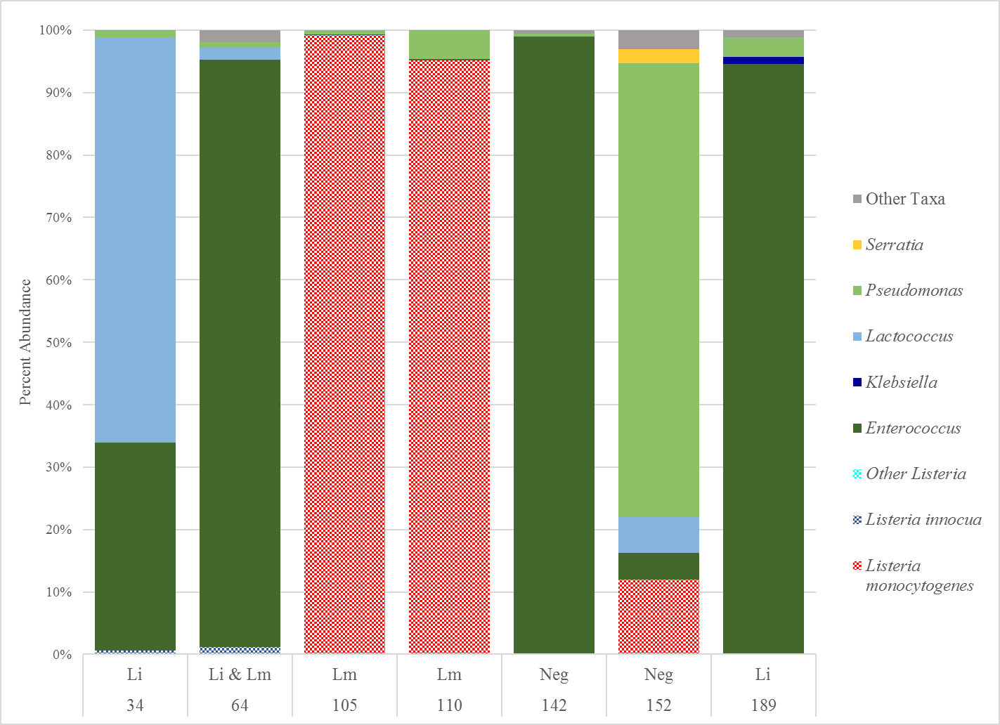 100%
90%
80%
70%
60%
50%
40%
30%
20%
10%
0%
Percent Abundance
Li
Li & Lm
Lm
Lm
Neg
Neg
Li
34
64
105
110
142
152
189
Other Taxa
Serratia
Pseudomonas
Lactococcus
Klebsiella
Enterococcus
Other Listeria
Listeria innocua
Listeria
monocytogenes